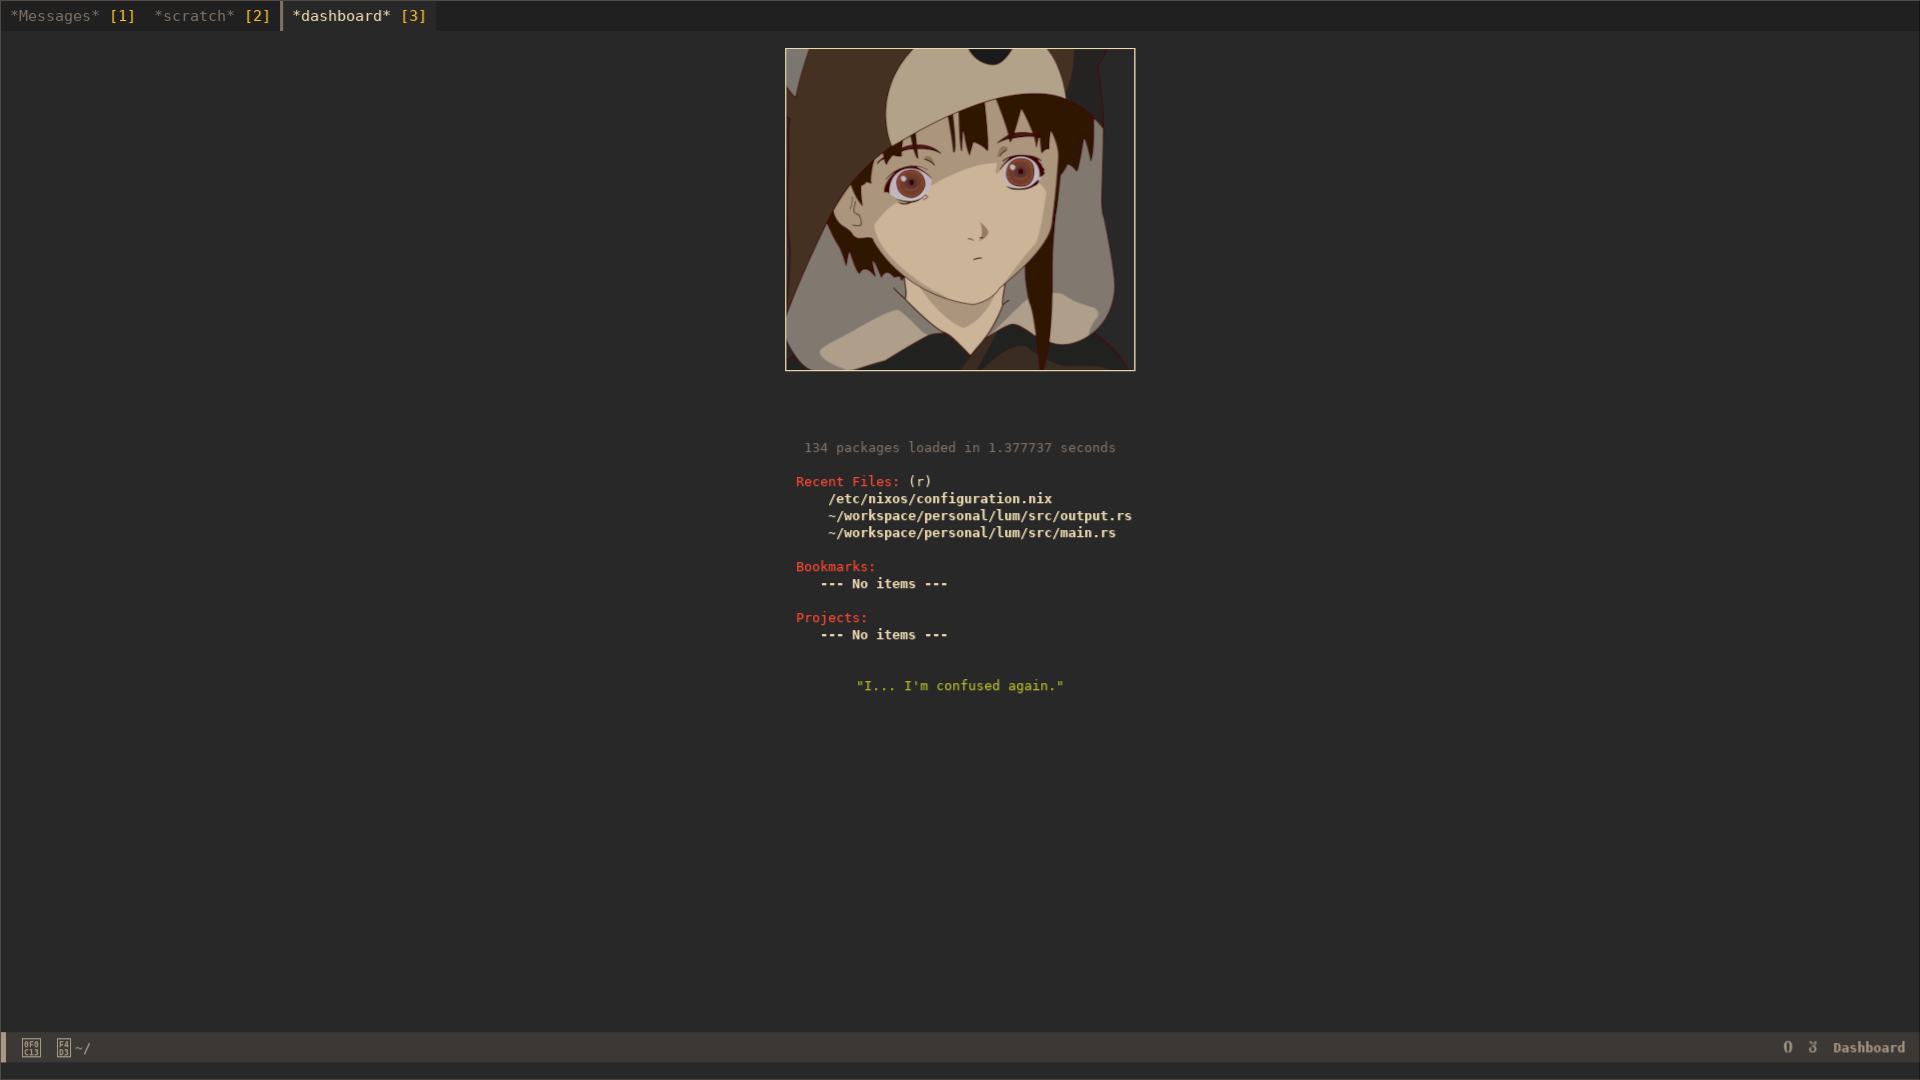 *Messages* [1] *scratch* [2] *dashboard* [3]
134 packages loaded in 1.377737 seconds
Recent Files: (r)
/etc/nixos/configuration.nix
~/workspace/personal/lum/src/output.rs
~/workspace/personal/lum/src/main.rs
Bookmarks:
--- No items ---
Projects:
--- No items ---
"I... I'm confused again."
~/ Dashboard